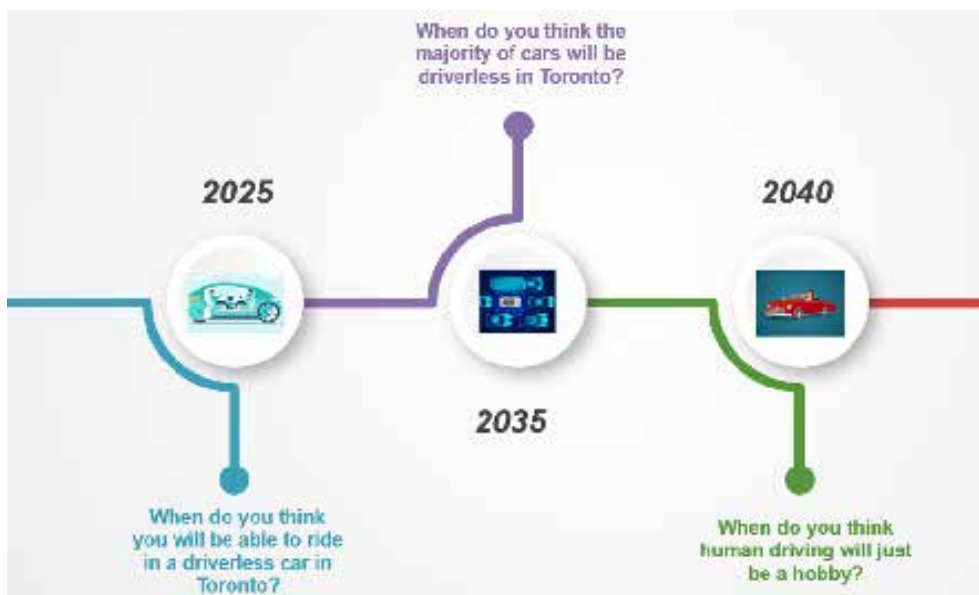 When do you think the
majority of cars will be
driverless in Toronto?
2025
2040
2035
When do you think
you will be able to ride
in a driverless car in
Toronto?
When do you think
human driving will just
be a hobby?